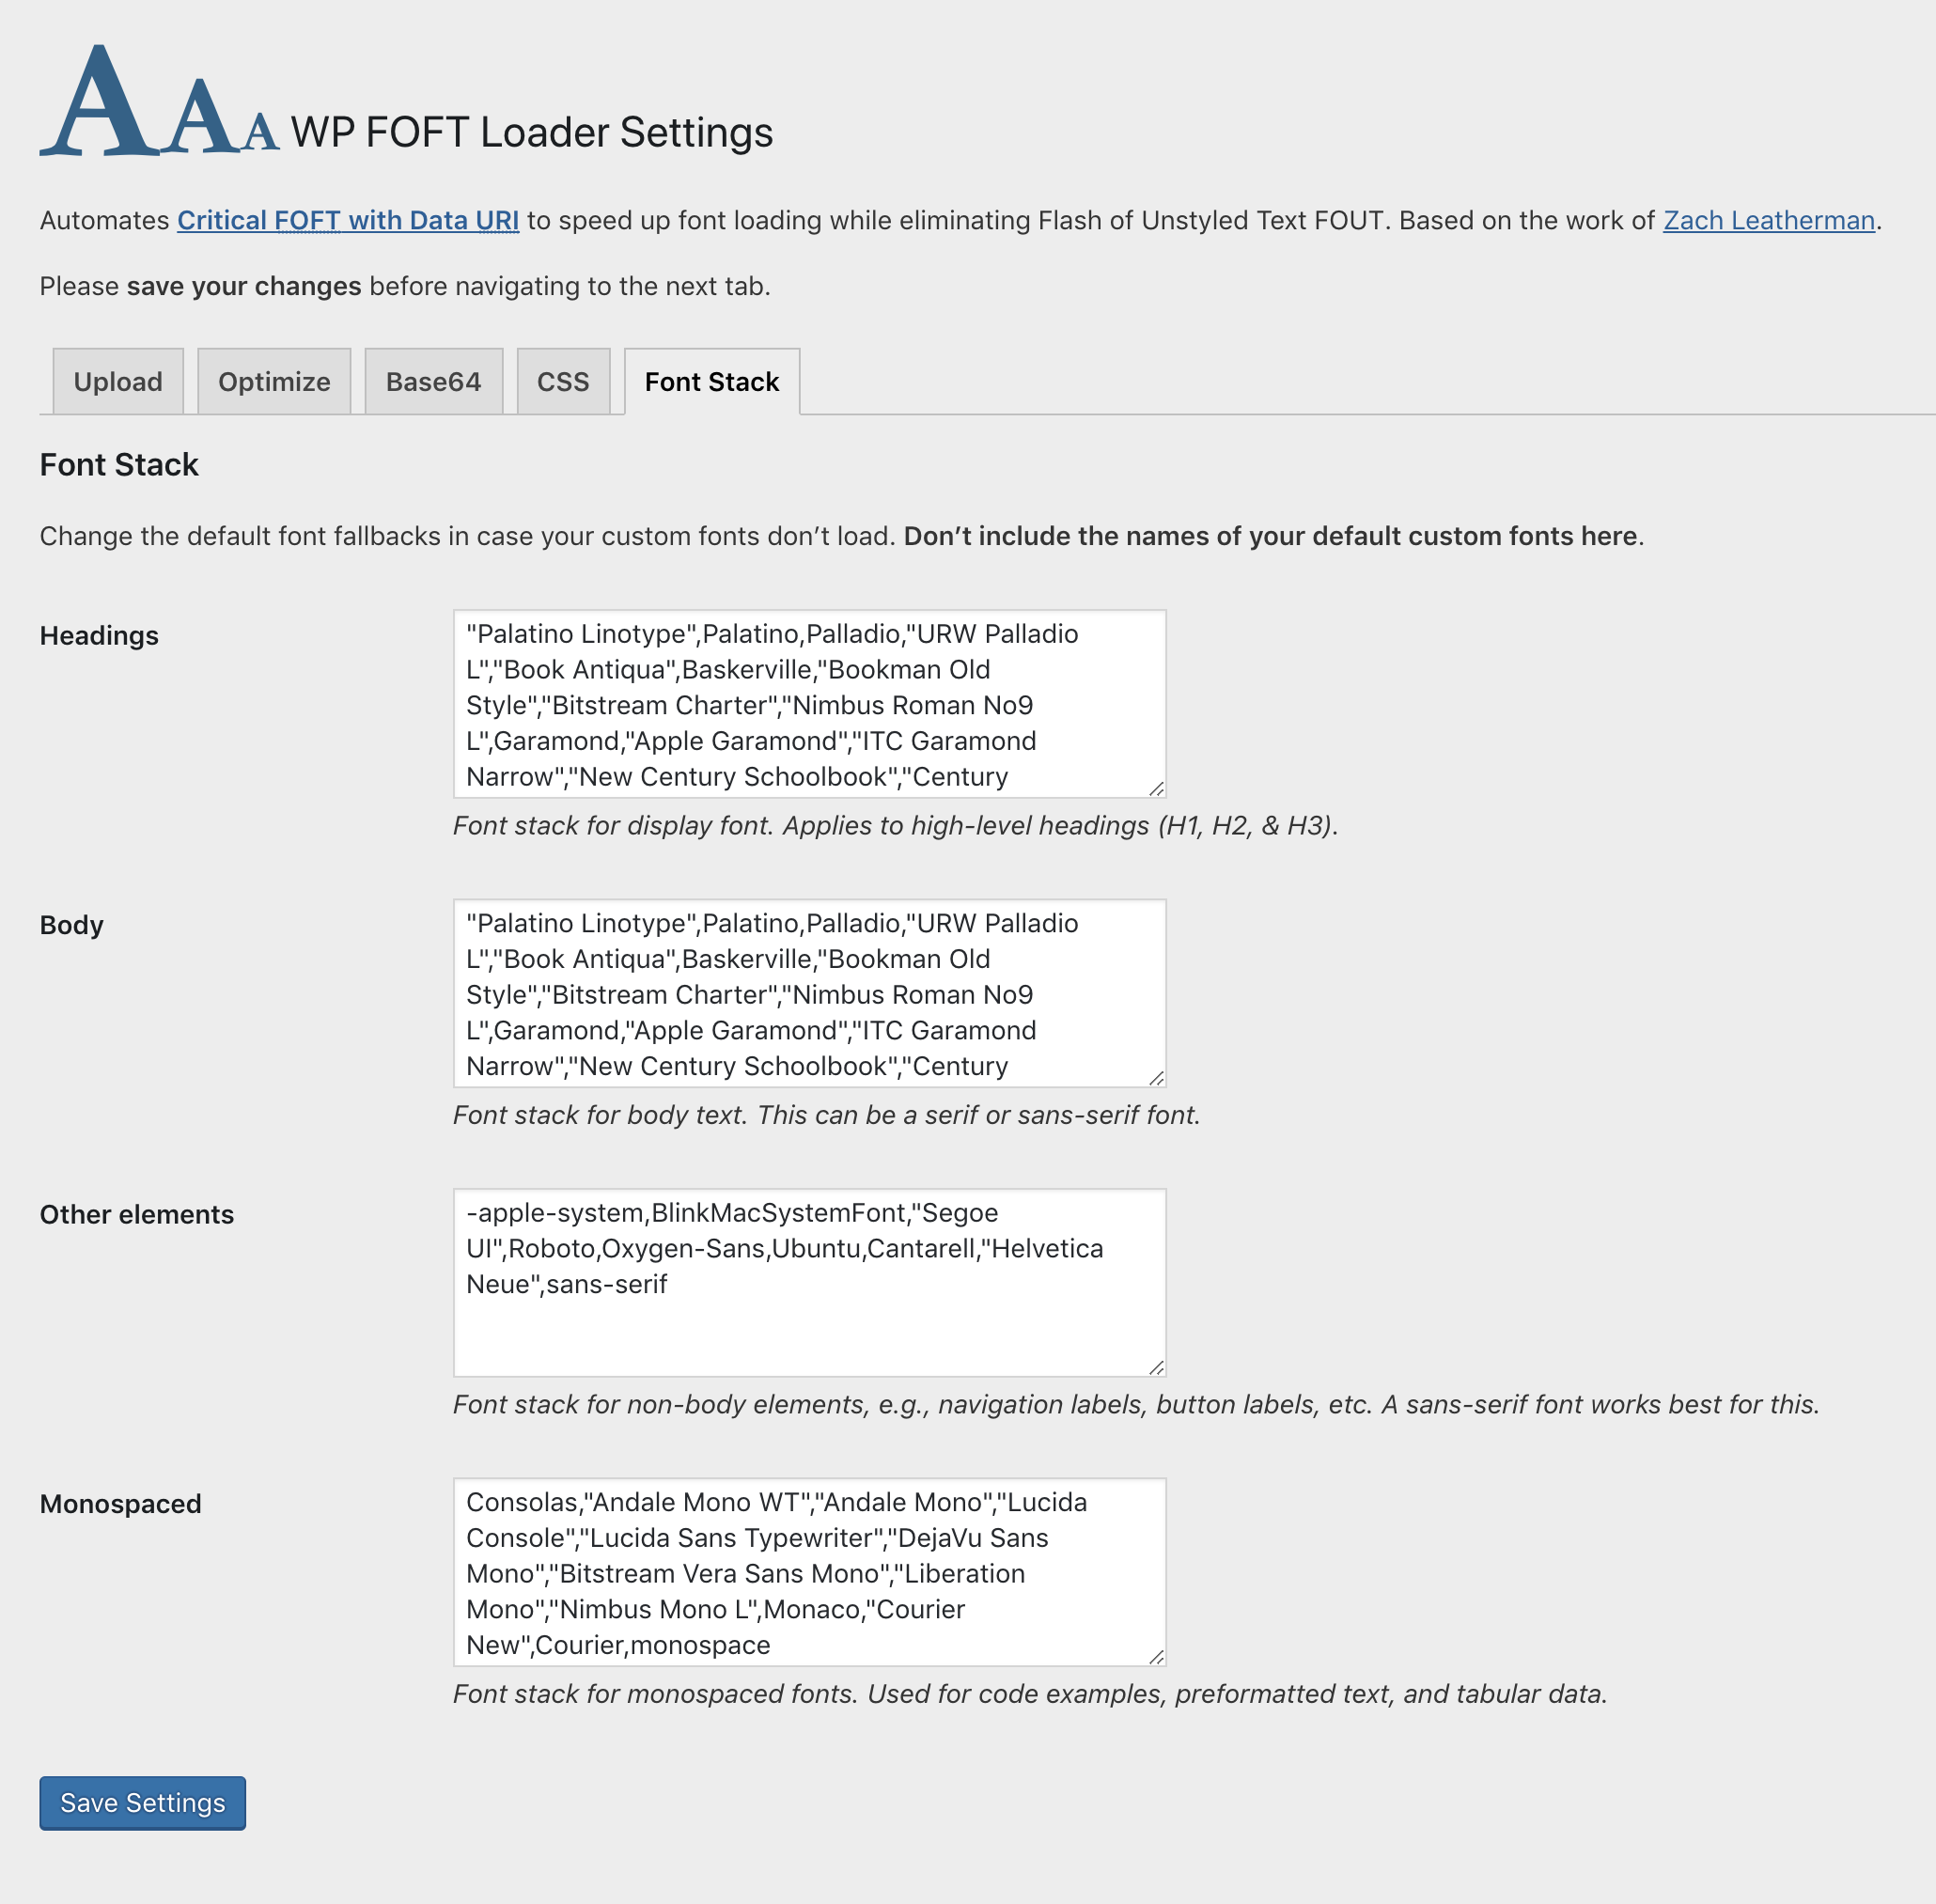 AAA WP FOFT Loader Settings
Automates Critical FOFT with Data URI to speed up font loading while eliminating Flash of Unstyled Text FOUT. Based on the work of Zach Leatherman.
Please save your changes before navigating to the next tab.
Upload Optimize Base64 CSS Font Stack
Font Stack
Change the default font fallbacks in case your custom fonts don’t load. Don’t include the names of your default custom fonts here.
Headings
"Palatino Linotype",Palatino,Palladio,"URW Palladio
L","Book Antiqua",Baskerville,"Bookman Old
Style","Bitstream Charter","Nimbus Roman No9
L",Garamond,"Apple Garamond","ITC Garamond
Narrow","New Century Schoolbook","Century
Font stack for display font. Applies to high-level headings (H1, H2, & H3).
Body
"Palatino Linotype",Palatino,Palladio,"URW Palladio
L","Book Antiqua",Baskerville,"Bookman Old
Style","Bitstream Charter","Nimbus Roman No9
L",Garamond,"Apple Garamond","ITC Garamond
Narrow","New Century Schoolbook","Century
Font stack for body text. This can be a serif or sans-serif font.
Other elements
-apple-system,BlinkMacSystemFont,"Segoe
UI",Roboto,Oxygen-Sans,Ubuntu,Cantarell,"Helvetica
Neue",sans-serif
Font stack for non-body elements, e.g., navigation labels, button labels, etc. A sans-serif font works best for this.
Monospaced
Consolas,"Andale Mono WT","Andale Mono","Lucida
Console","Lucida Sans Typewriter","DejaVu Sans
Mono","Bitstream Vera Sans Mono","Liberation
Mono","Nimbus Mono L",Monaco,"Courier
New",Courier,monospace
Font stack for monospaced fonts. Used for code examples, preformatted text, and tabular data.
Save Settings